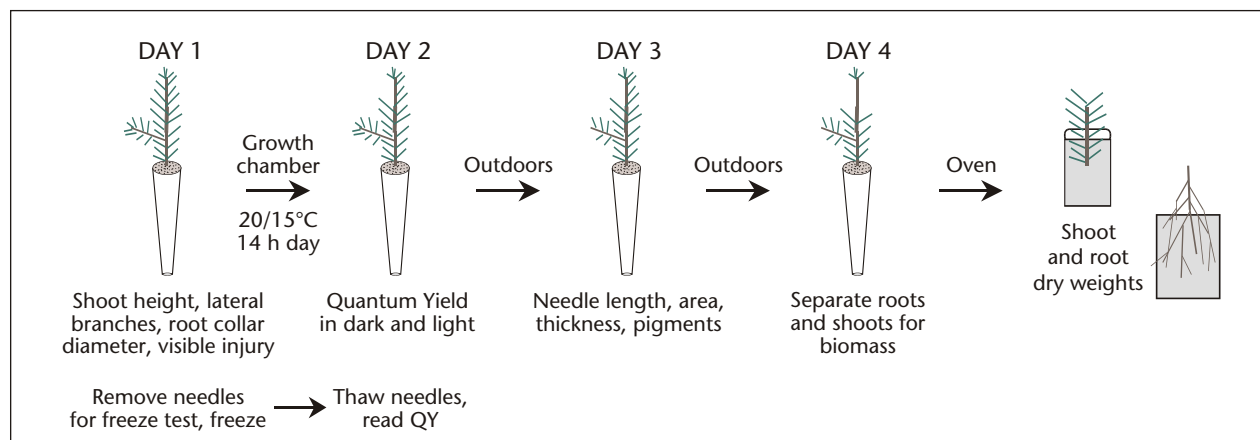 DAY 1
DAY 2
DAY 3
DAY 4
Growth
chamber
20/15°C
14 h day
Outdoors
Outdoors
Oven
Shoot height, lateral
branches, root collar
diameter, visible injury
Quantum Yield
in dark and light
Needle length, area,
thickness, pigments
Separate roots
and shoots for
biomass
Shoot
and root
dry weights
Remove needles
for freeze test, freeze
Thaw needles,
read QY